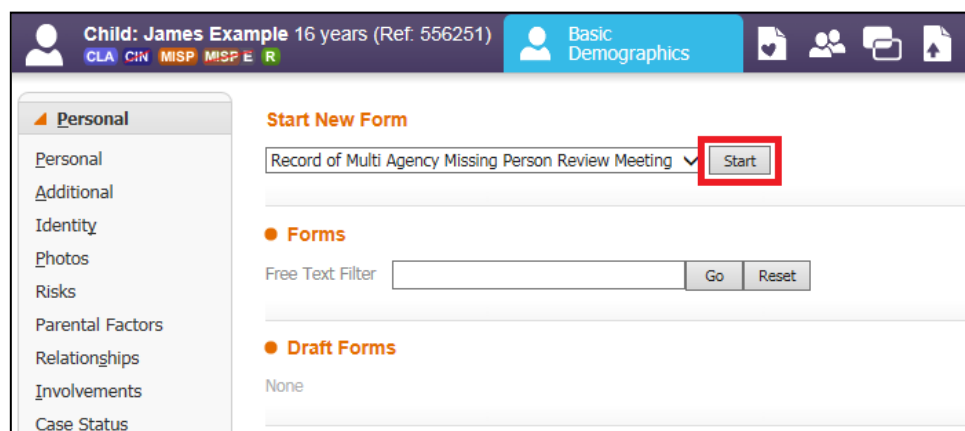 Child: James Example 16 years (Ref: 556251)
CLA CIN MISP MISP E R
Basic
Demographics
Personal
Personal
Additional
Identity
Photos
Risks
Parental Factors
Relationships
Involvements
Case Status
Start New Form
Record of Multi Agency Missing Person Review Meeting
Start
Forms
Free Text Filter
Go
Reset
Draft Forms
None